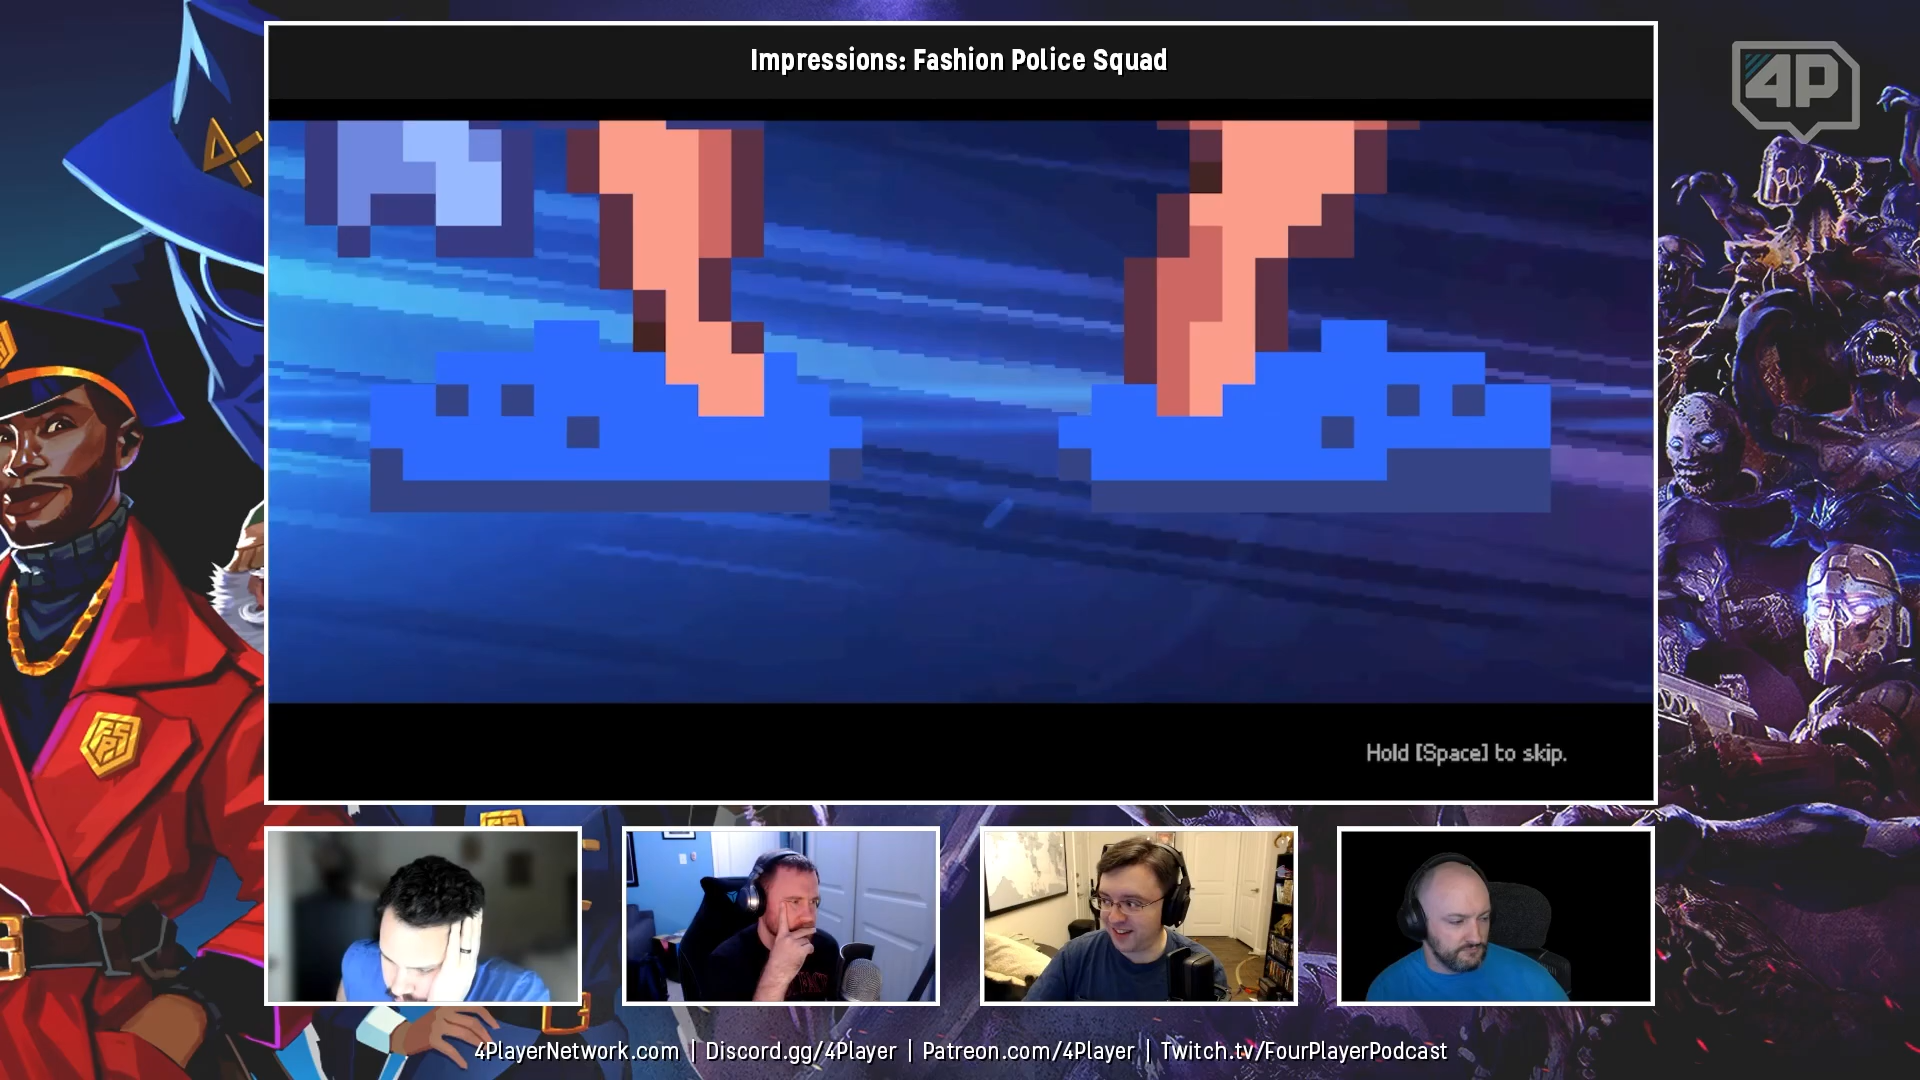 Impressions: Fashion Police Squad
4P
Hold [Space] to skip.
4PlayerNetwork.com | Discord.gg/4Player | Patreon.com/4Player | Twitch.tv/FourPlayerPodcast